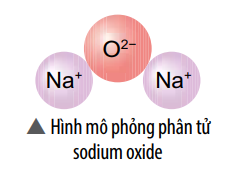 O²⁻
Na⁺ Na⁺
▲ Hình mô phỏng phân tử
sodium oxide